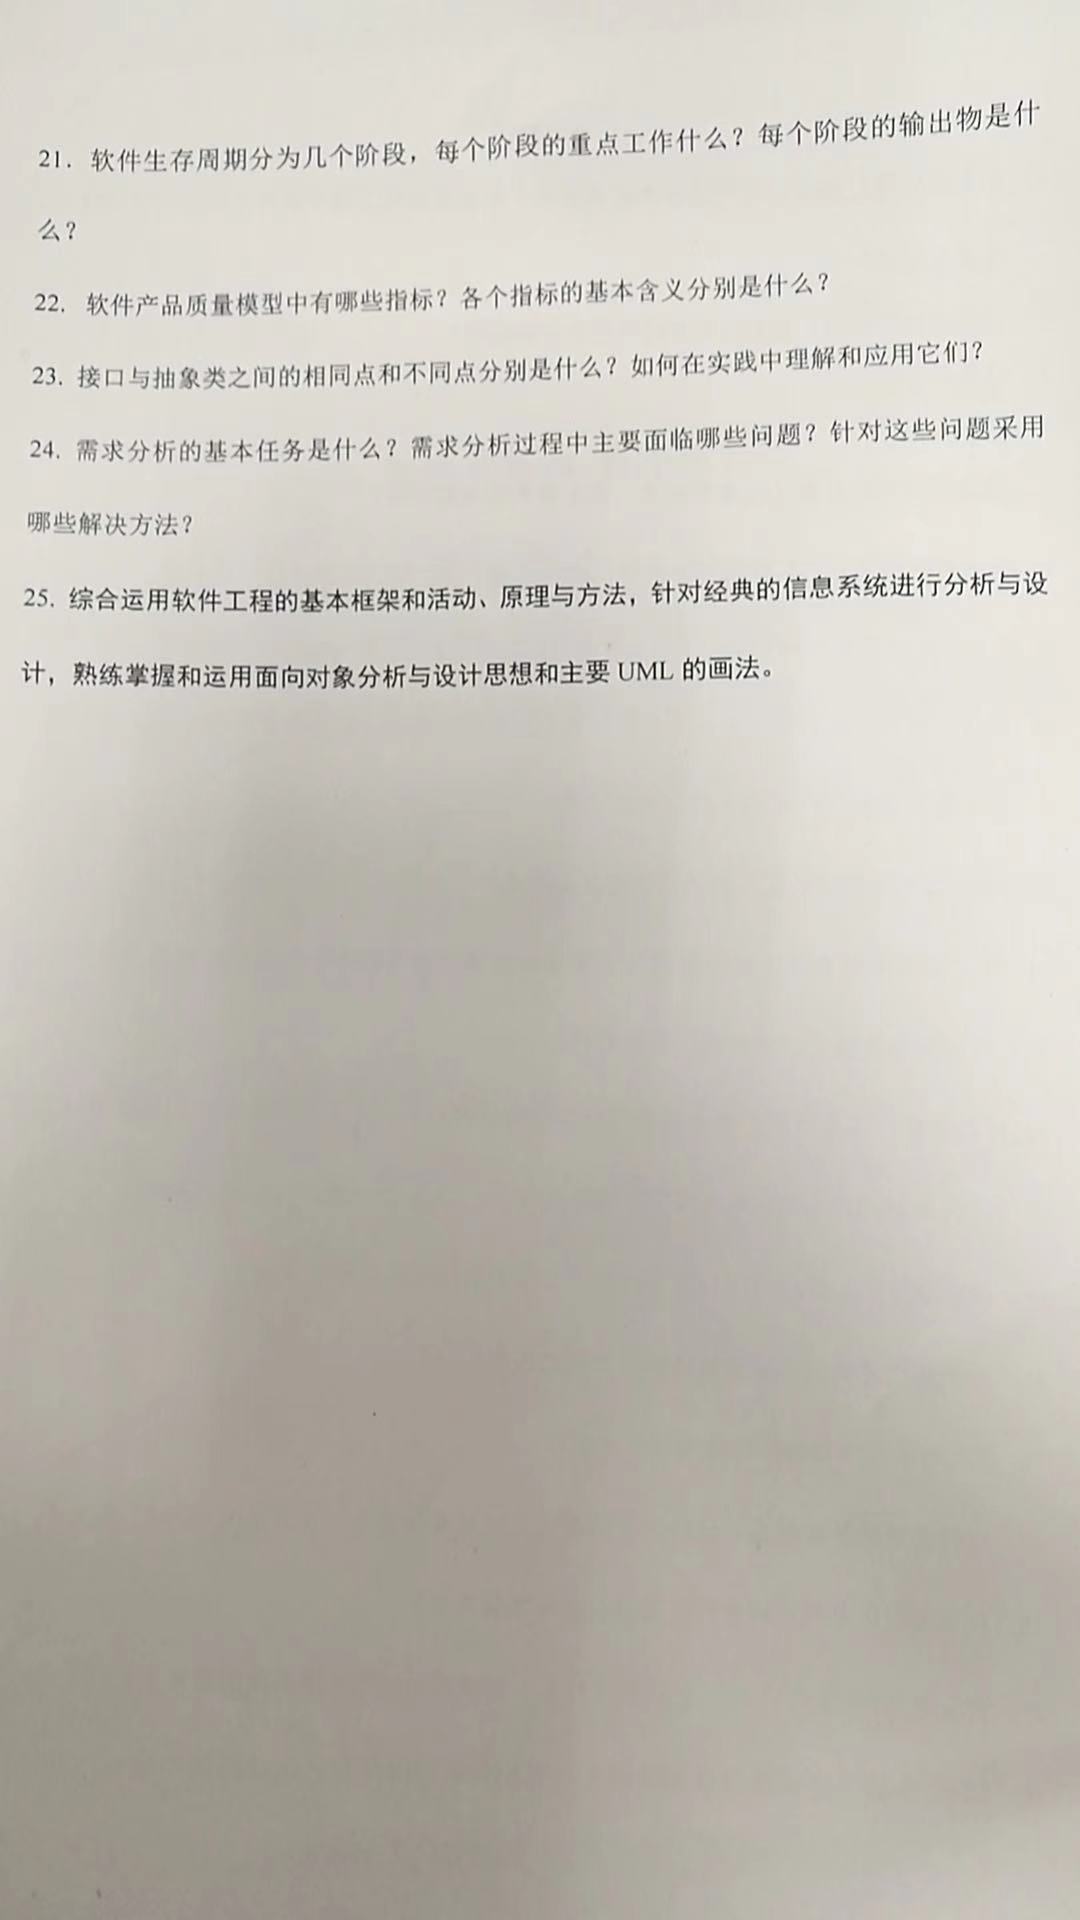 21. 软件生存周期分为几个阶段，每个阶段的重点工作什么？每个阶段的输出物是什
么？
22. 软件产品质量模型中有哪些指标？各个指标的基本含义分别是什么？
23. 接口与抽象类之间的相同点和不同点分别是什么？如何在实践中理解和应用它们？
24. 需求分析的基本任务是什么？需求分析过程中主要面临哪些问题？针对这些问题采用
哪些解决方法？
25. 综合运用软件工程的基本框架和活动、原理与方法，针对经典的信息系统进行分析与设
计，熟练掌握和运用面向对象分析与设计思想和主要 UML 的画法。